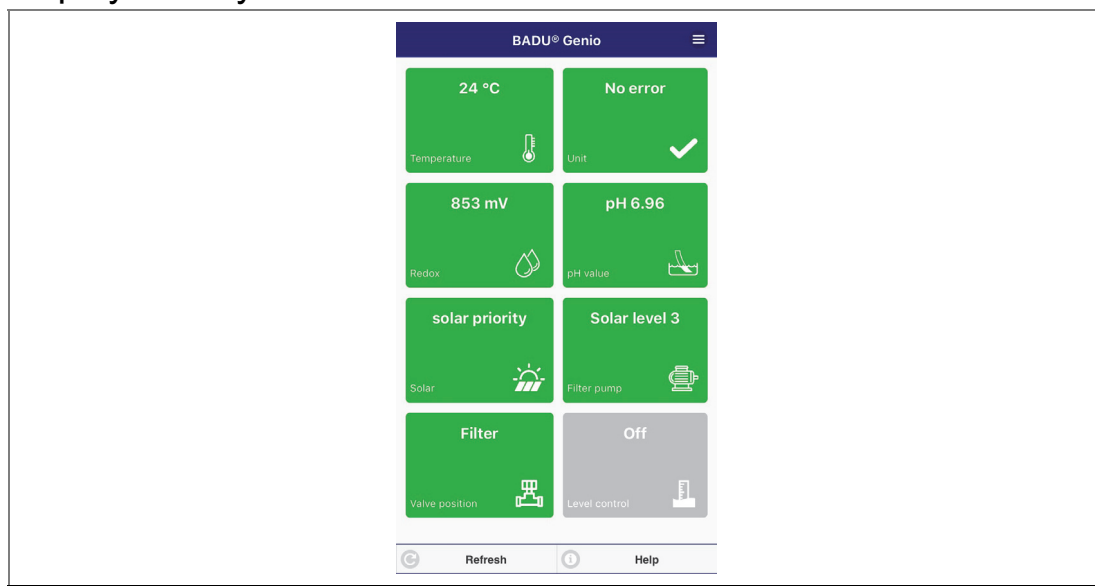 BADU® Genio
24 °C
Temperature
No error
Unit
853 mV
Redox
pH 6.96
pH value
solar priority
Solar
Solar level 3
Filter pump
Filter
Valve position
Off
Level control
Refresh
Help